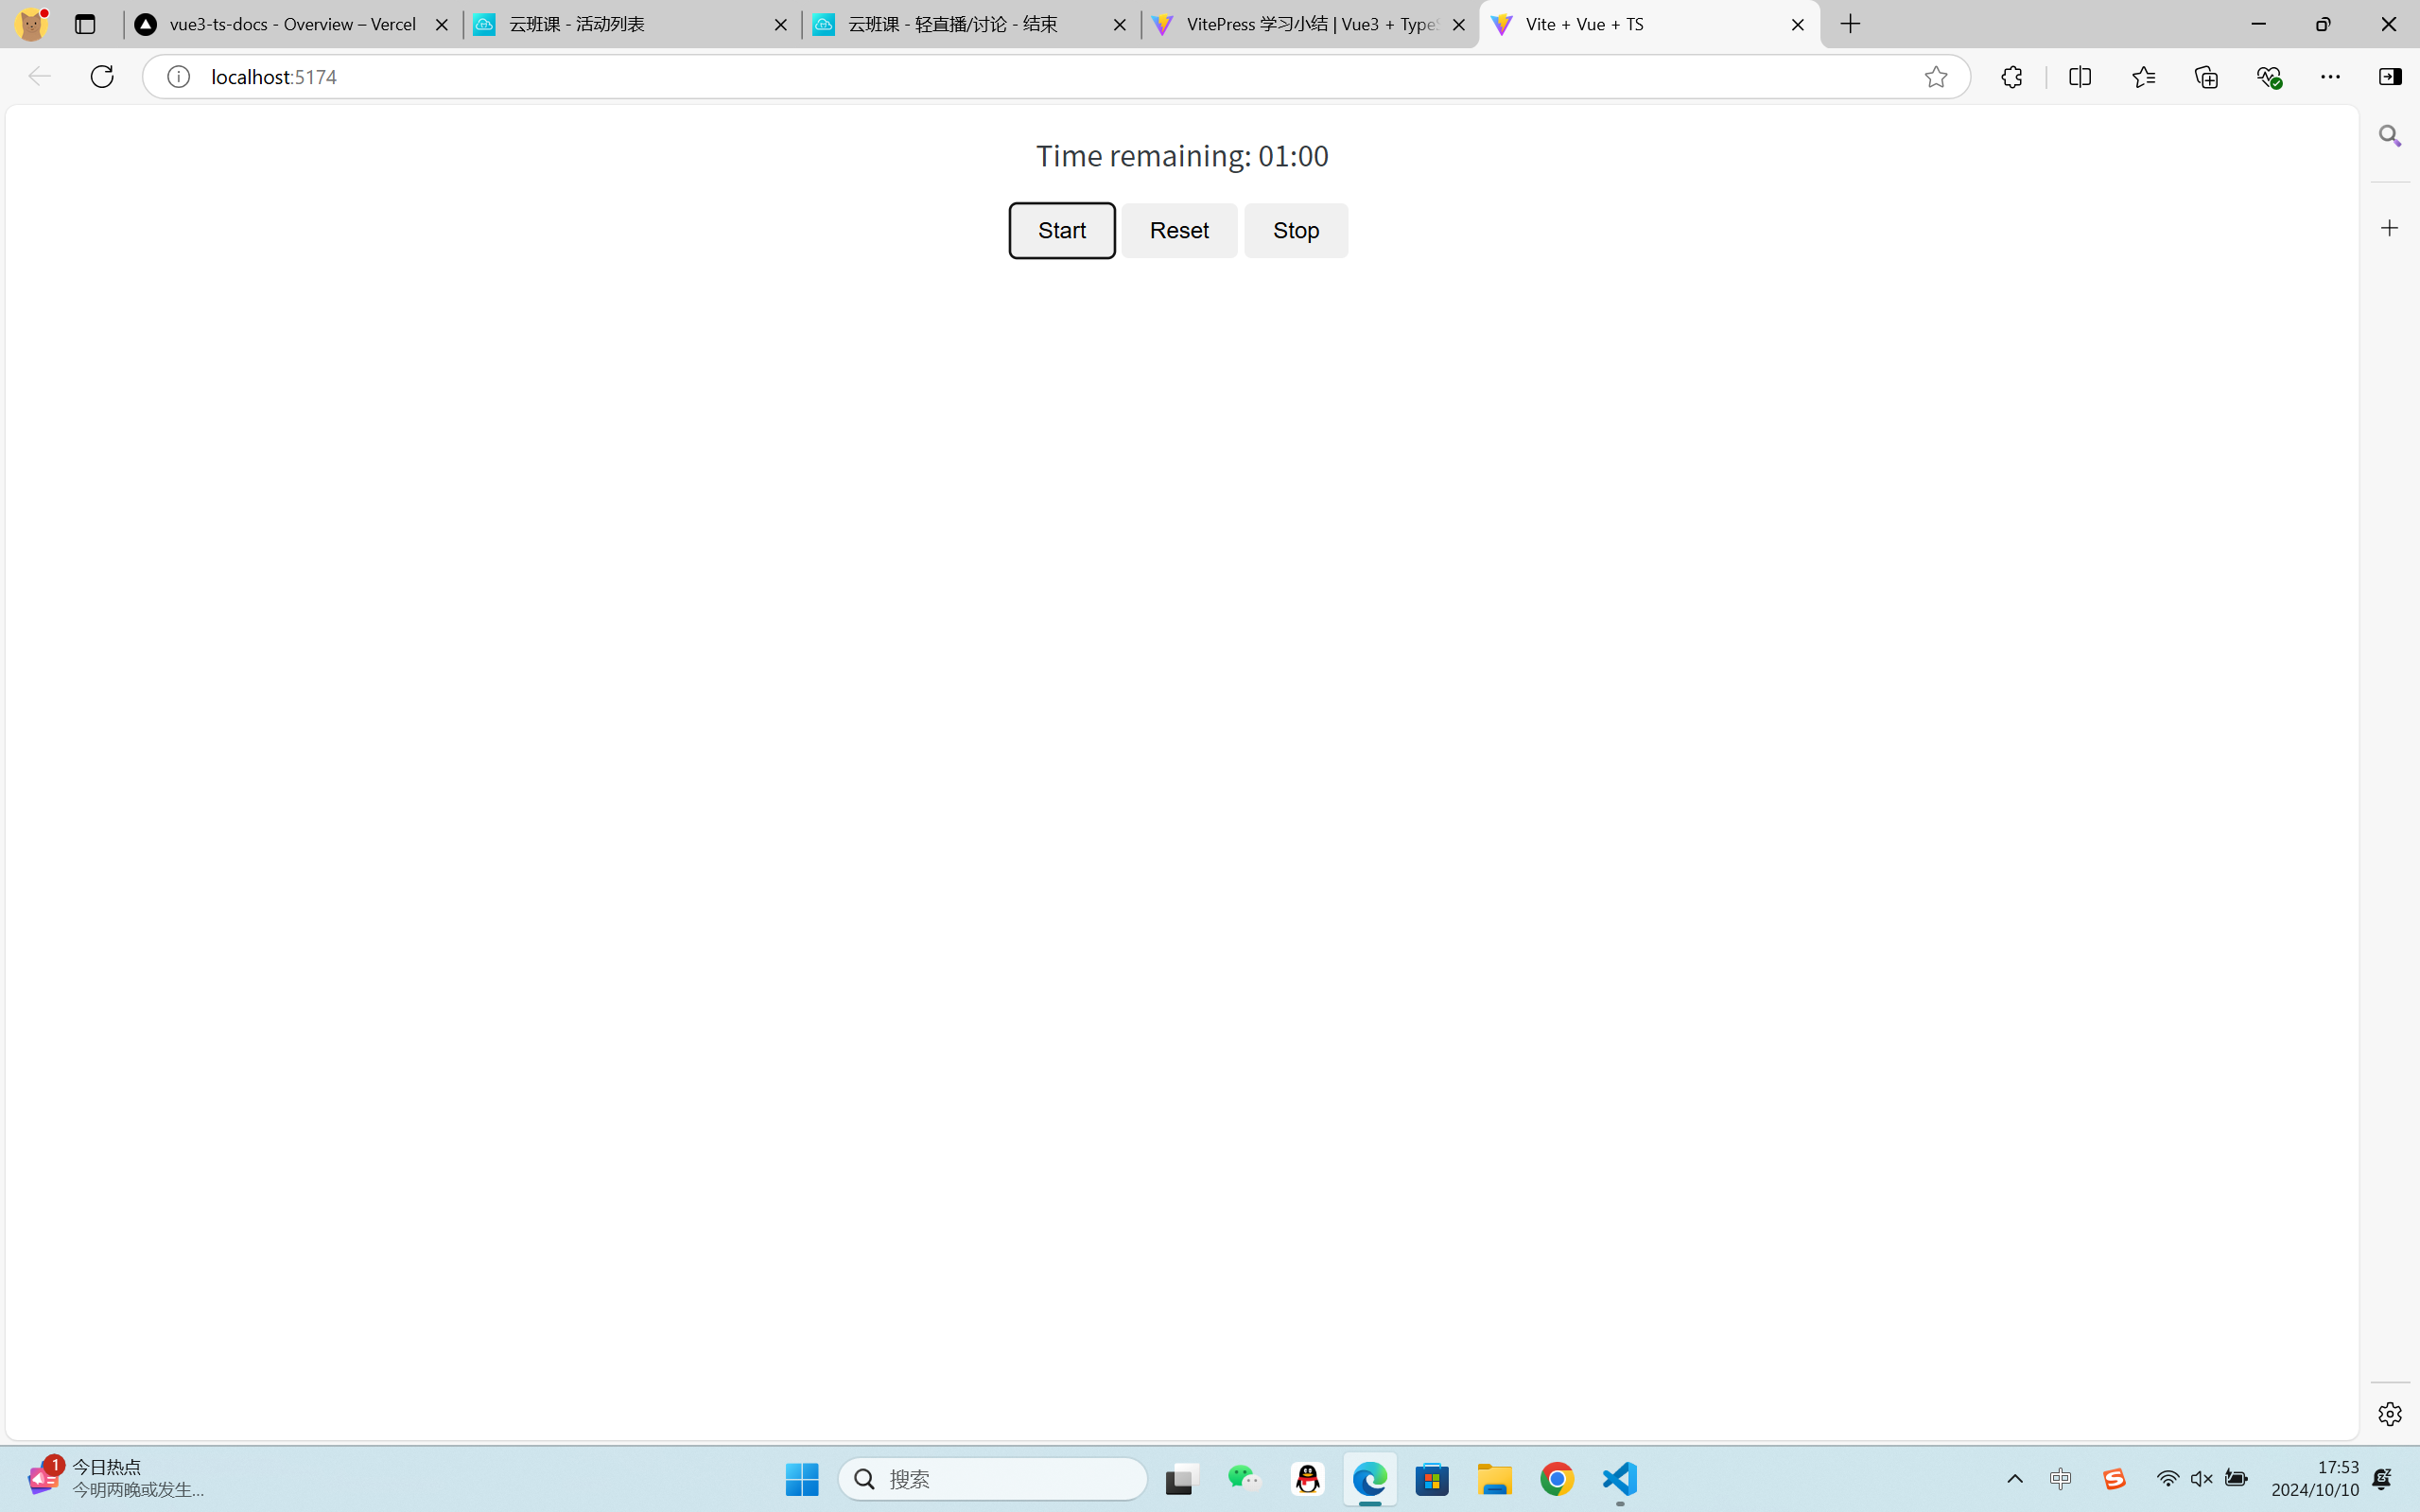 vue3-ts-docs - Overview – Vercel
云班课 - 活动列表
云班课 - 轻直播/讨论 - 结束
VitePress 学习小结 | Vue3 + Type
Vite + Vue + TS
localhost:5174
Time remaining: 01:00
Start Reset Stop
1
今日热点
今明两晚或发生...
搜索
中
17:53
2024/10/10